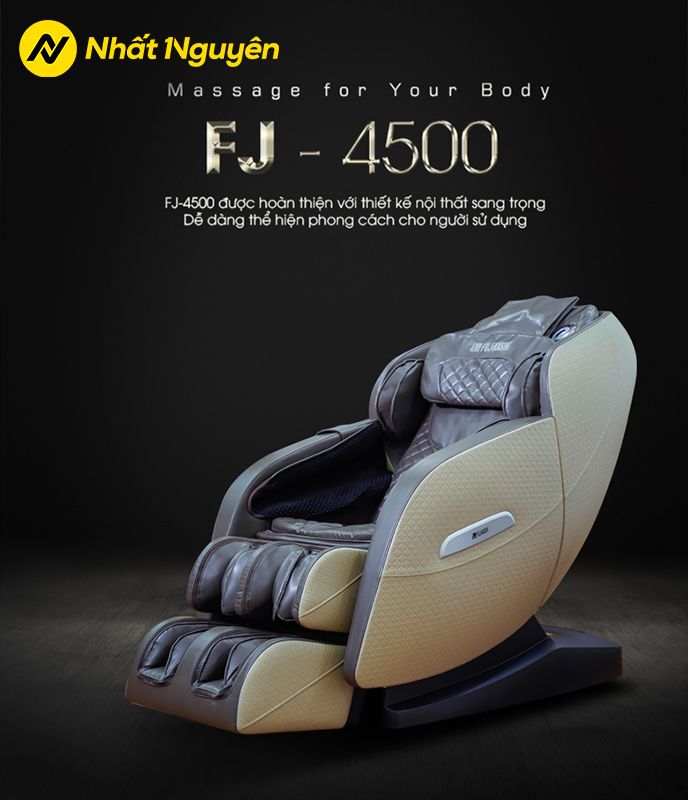 Nhất Nguyên
Massage for Your Body
FJ - 4500
FJ-4500 được hoàn thiện với thiết kế nội thất sang trọng
Dễ dàng thể hiện phong cách cho người sử dụng